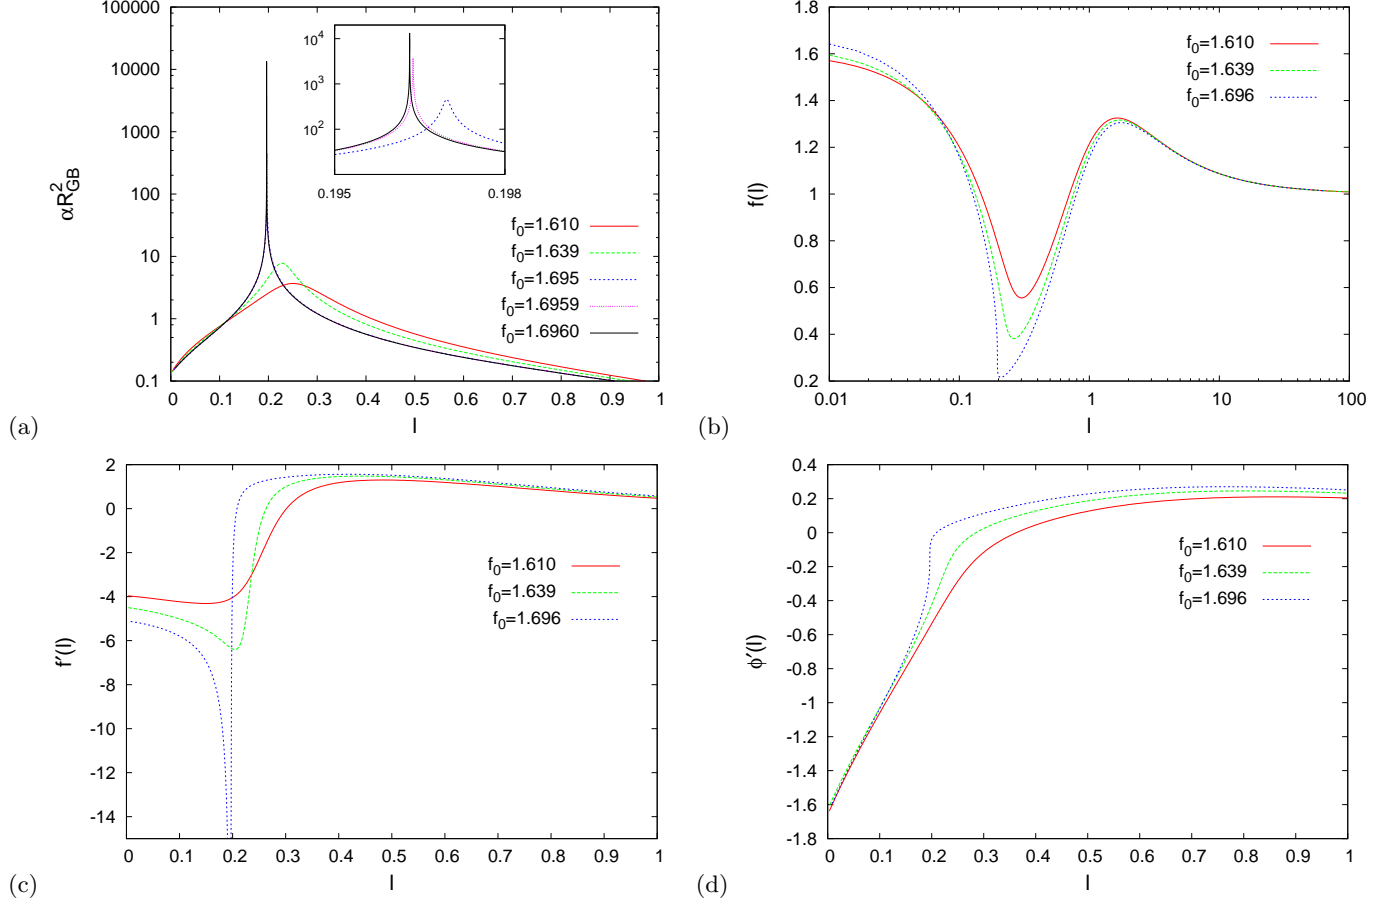 100000
10000
1000
100
10
1
0.1
αR²GB
10⁴
10³
10²
0.195
0.198
f₀=1.610
f₀=1.639
f₀=1.695
f₀=1.6959
f₀=1.6960
0 0.1 0.2 0.3 0.4 0.5 0.6 0.7 0.8 0.9 1
l
(a)
1.8
1.6
1.4
1.2
1
0.8
0.6
0.4
0.2
f(l)
f₀=1.610
f₀=1.639
f₀=1.696
0.01 0.1 1 10 100
l
(b)
2
0
-2
-4
-6
-8
-10
-12
-14
f′(l)
f₀=1.610
f₀=1.639
f₀=1.696
0 0.1 0.2 0.3 0.4 0.5 0.6 0.7 0.8 0.9 1
l
(c)
0.4
0.2
0
-0.2
-0.4
-0.6
-0.8
-1
-1.2
-1.4
-1.6
-1.8
ϕ′(l)
f₀=1.610
f₀=1.639
f₀=1.696
0 0.1 0.2 0.3 0.4 0.5 0.6 0.7 0.8 0.9 1
l
(d)